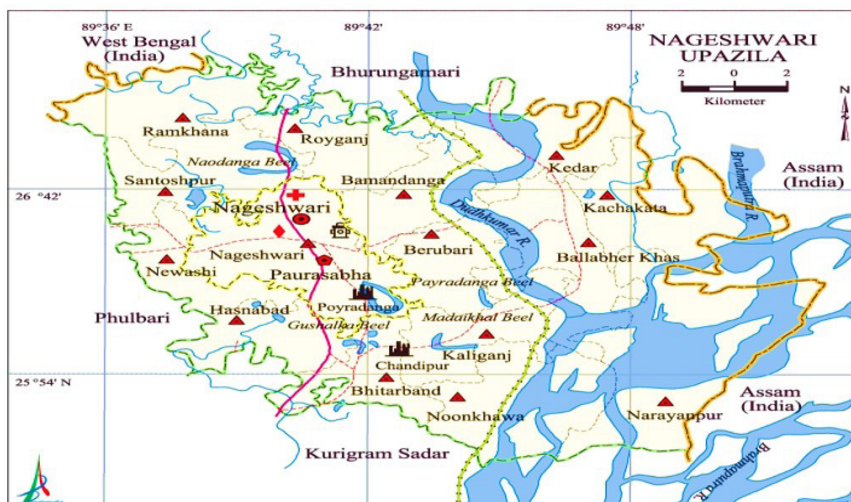 89°36′ E
89°42′
89°48′
West Bengal
(India)
NAGESHWARI
UPAZILA
2 0 2
Kilometer
N
Bhurungamari
Ramkhana
Royganj
Naodanga Beel
Kedar
Brahmaputra R.
Assam
(India)
Santoshpur
Bamandanga
26°42′
Kachakata
Nageshwari
Dudhkumar R.
Berubari
Ballabher Khas
Nageshwari
Paurasabha
Newashi
Payradanga Beel
Poyradanga
Phulbari
Hasnabad
Gushalka Beel
Madaikhal Beel
Kaliganj
Chandipur
25°54′ N
Bhitarband
Noonkhawa
Narayanpur
Assam
(India)
Kurigram Sadar
Brahmaputra R.